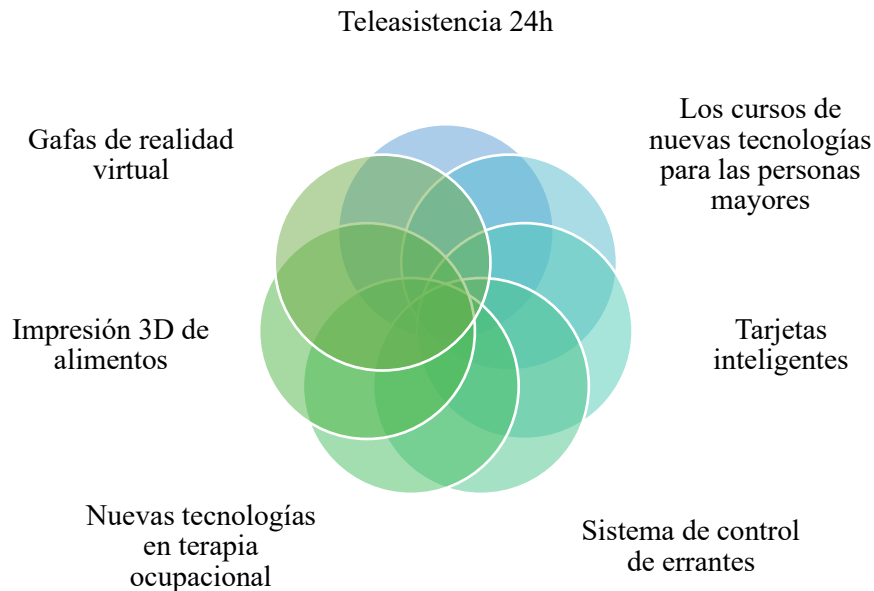 Teleasistencia 24h
Los cursos de
nuevas tecnologías
para las personas
mayores
Tarjetas
inteligentes
Sistema de control
de errantes
Nuevas tecnologías
en terapia
ocupacional
Impresión 3D de
alimentos
Gafas de realidad
virtual